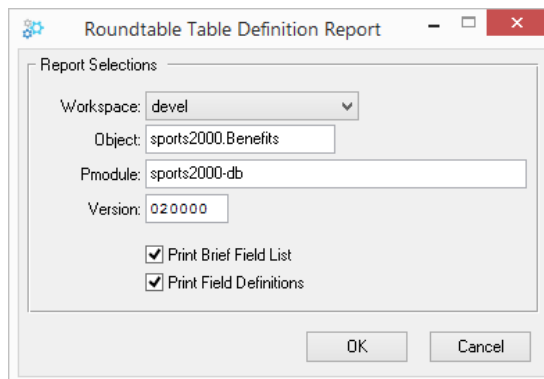 Roundtable Table Definition Report
Report Selections
Workspace: devel
Object: sports2000.Benefits
Pmodule: sports2000-db
Version: 020000
Print Brief Field List
Print Field Definitions
OK Cancel